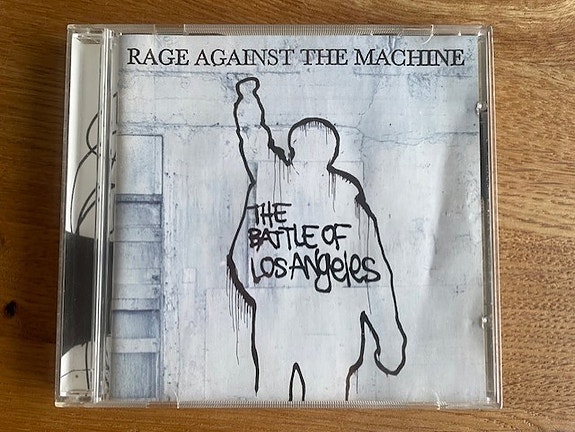 RAGE AGAINST THE MACHINE
THE
BATTLE OF
LOS ANgeles